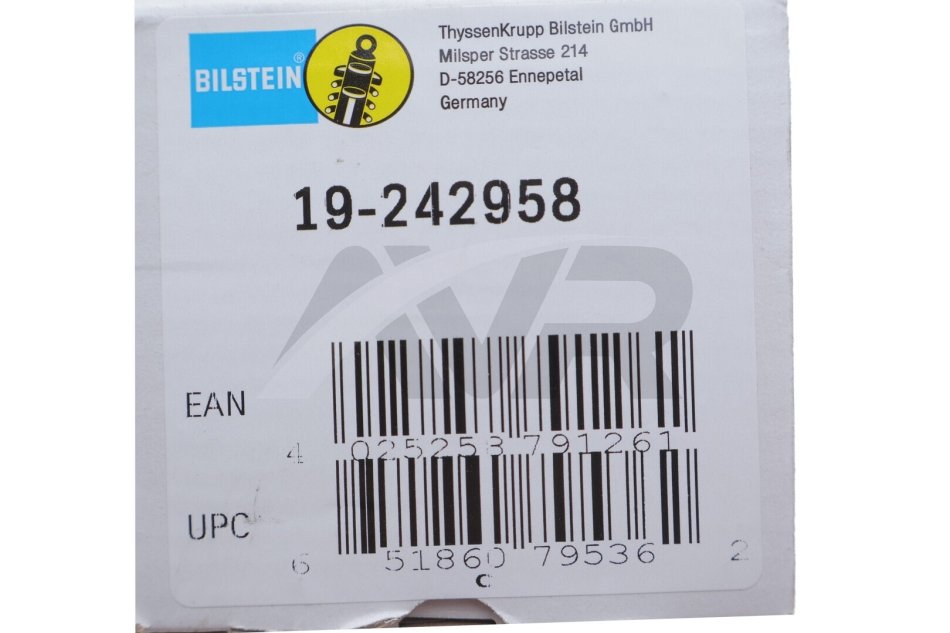 BILSTEIN®
ThyssenKrupp Bilstein GmbH
Milsper Strasse 214
D-58256 Ennepetal
Germany
19-242958
AVR
EAN
4 025258 791261
UPC
6 51860 79536 2
C